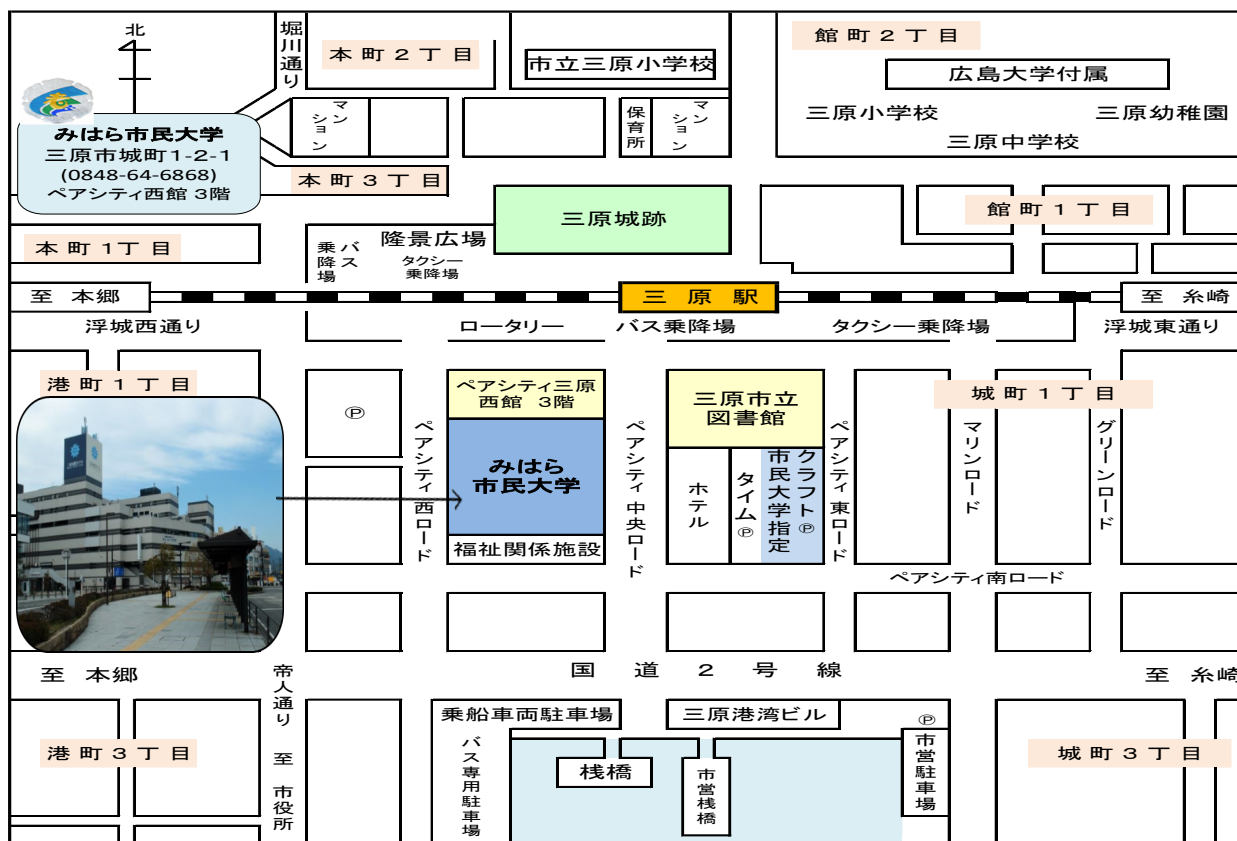 北
堀川通り
本町2丁目
市立三原小学校
館町2丁目
広島大学付属
三原小学校
三原幼稚園
三原中学校
マンション
保育所
マンション
みはら市民大学
三原市城町1-2-1
(0848-64-6868)
ペアシティ西館 3階
本町3丁目
三原城跡
館町1丁目
本町1丁目
バス
乗降場
隆景広場
タクシー
乗降場
至 本郷
三原駅
至 糸崎
浮城西通り
ロータリー
バス乗降場
タクシー乗降場
浮城東通り
港町1丁目
Ⓟ
ペアシティ西ロード
ペアシティ三原
西館 3階
みはら
市民大学
福祉関係施設
ペアシティ中央ロード
三原市立
図書館
ホテル
タイムⓅ
クラフトⓅ
市民大学指定
ペアシティ東ロード
城町1丁目
マリンロード
グリーンロード
ペアシティ南ロード
至 本郷
国道2号線
至 糸崎
帝人通り
至 市役所
港町3丁目
乗船車両駐車場
三原港湾ビル
バス専用駐車場
桟橋
市営桟橋
Ⓟ
市営駐車場
城町3丁目